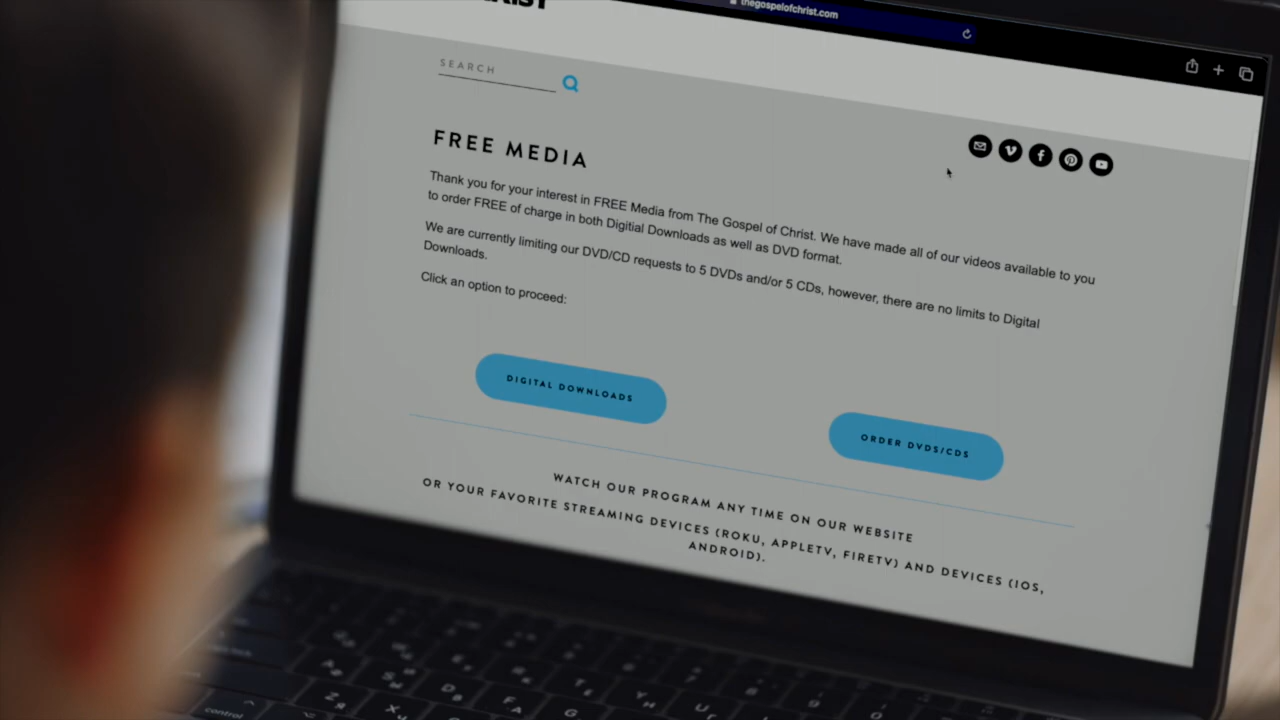 thegospelofchrist.com
SEARCH
FREE MEDIA
Thank you for your interest in FREE Media from The Gospel of Christ. We have made all of our videos available to you
to order FREE of charge in both Digitial Downloads as well as DVD format.
We are currently limiting our DVD/CD requests to 5 DVDs and/or 5 CDs, however, there are no limits to Digital
Downloads.
Click an option to proceed:
DIGITAL DOWNLOADS
ORDER DVDS/CDS
WATCH OUR PROGRAM ANY TIME ON OUR WEBSITE
OR YOUR FAVORITE STREAMING DEVICES (ROKU, APPLETV, FIRETV) AND DEVICES (IOS,
ANDROID).
control